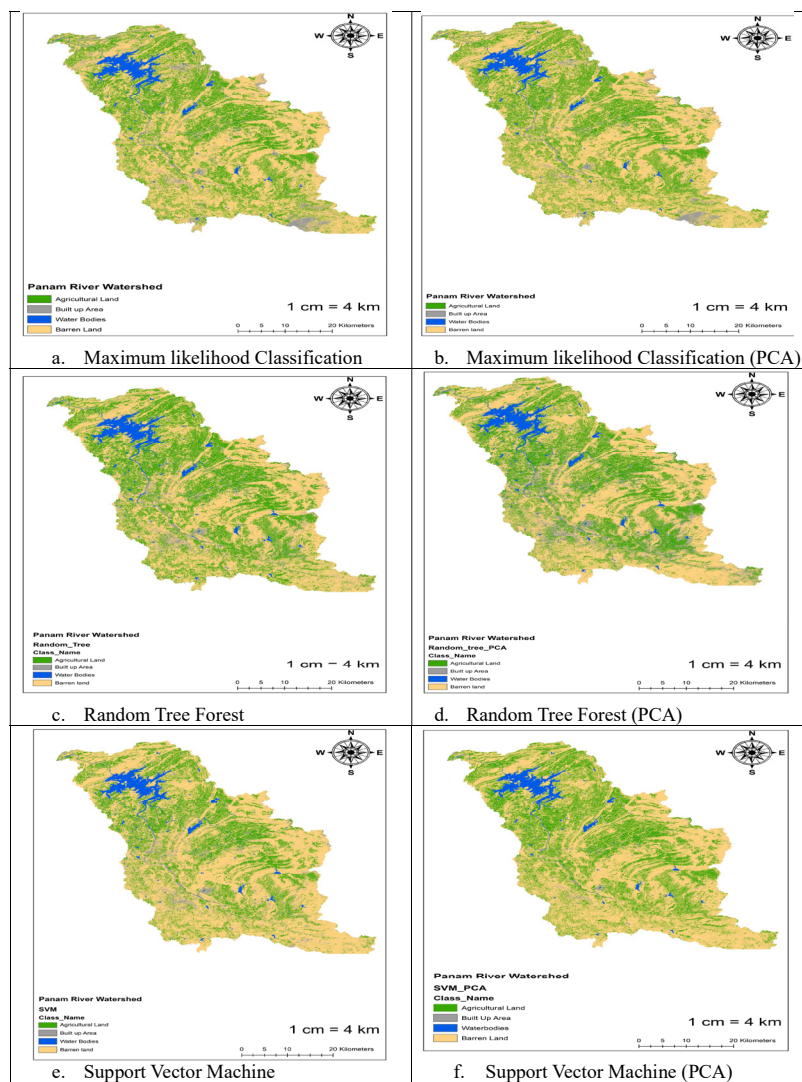 N
W E
S
Panam River Watershed
Agricultural Land
Built up Area
Water Bodies
Barren Land
1 cm = 4 km
0 5 10 20 Kilometers
a. Maximum likelihood Classification
N
W E
S
Panam River Watershed
Agricultural Land
Built up Area
Water Bodies
Barren land
1 cm = 4 km
0 5 10 20 Kilometers
b. Maximum likelihood Classification (PCA)
N
W E
S
Panam River Watershed
Random_Tree
Class_Name
Agricultural Land
Built up Area
Water Bodies
Barren land
1 cm = 4 km
0 5 10 20 Kilometers
c. Random Tree Forest
N
W E
S
Panam River Watershed
Random_tree_PCA
Class_Name
Agricultural Land
Built up Area
Water Bodies
Barren land
1 cm = 4 km
0 5 10 20 Kilometers
d. Random Tree Forest (PCA)
N
W E
S
Panam River Watershed
SVM
Class_Name
Agricultural Land
Built up Area
Water Bodies
Barren land
1 cm = 4 km
0 5 10 20 Kilometers
e. Support Vector Machine
N
W E
S
Panam River Watershed
SVM_PCA
Class_Name
Agricultural Land
Built Up Area
Waterbodies
Barren Land
1 cm = 4 km
0 5 10 20 Kilometers
f. Support Vector Machine (PCA)